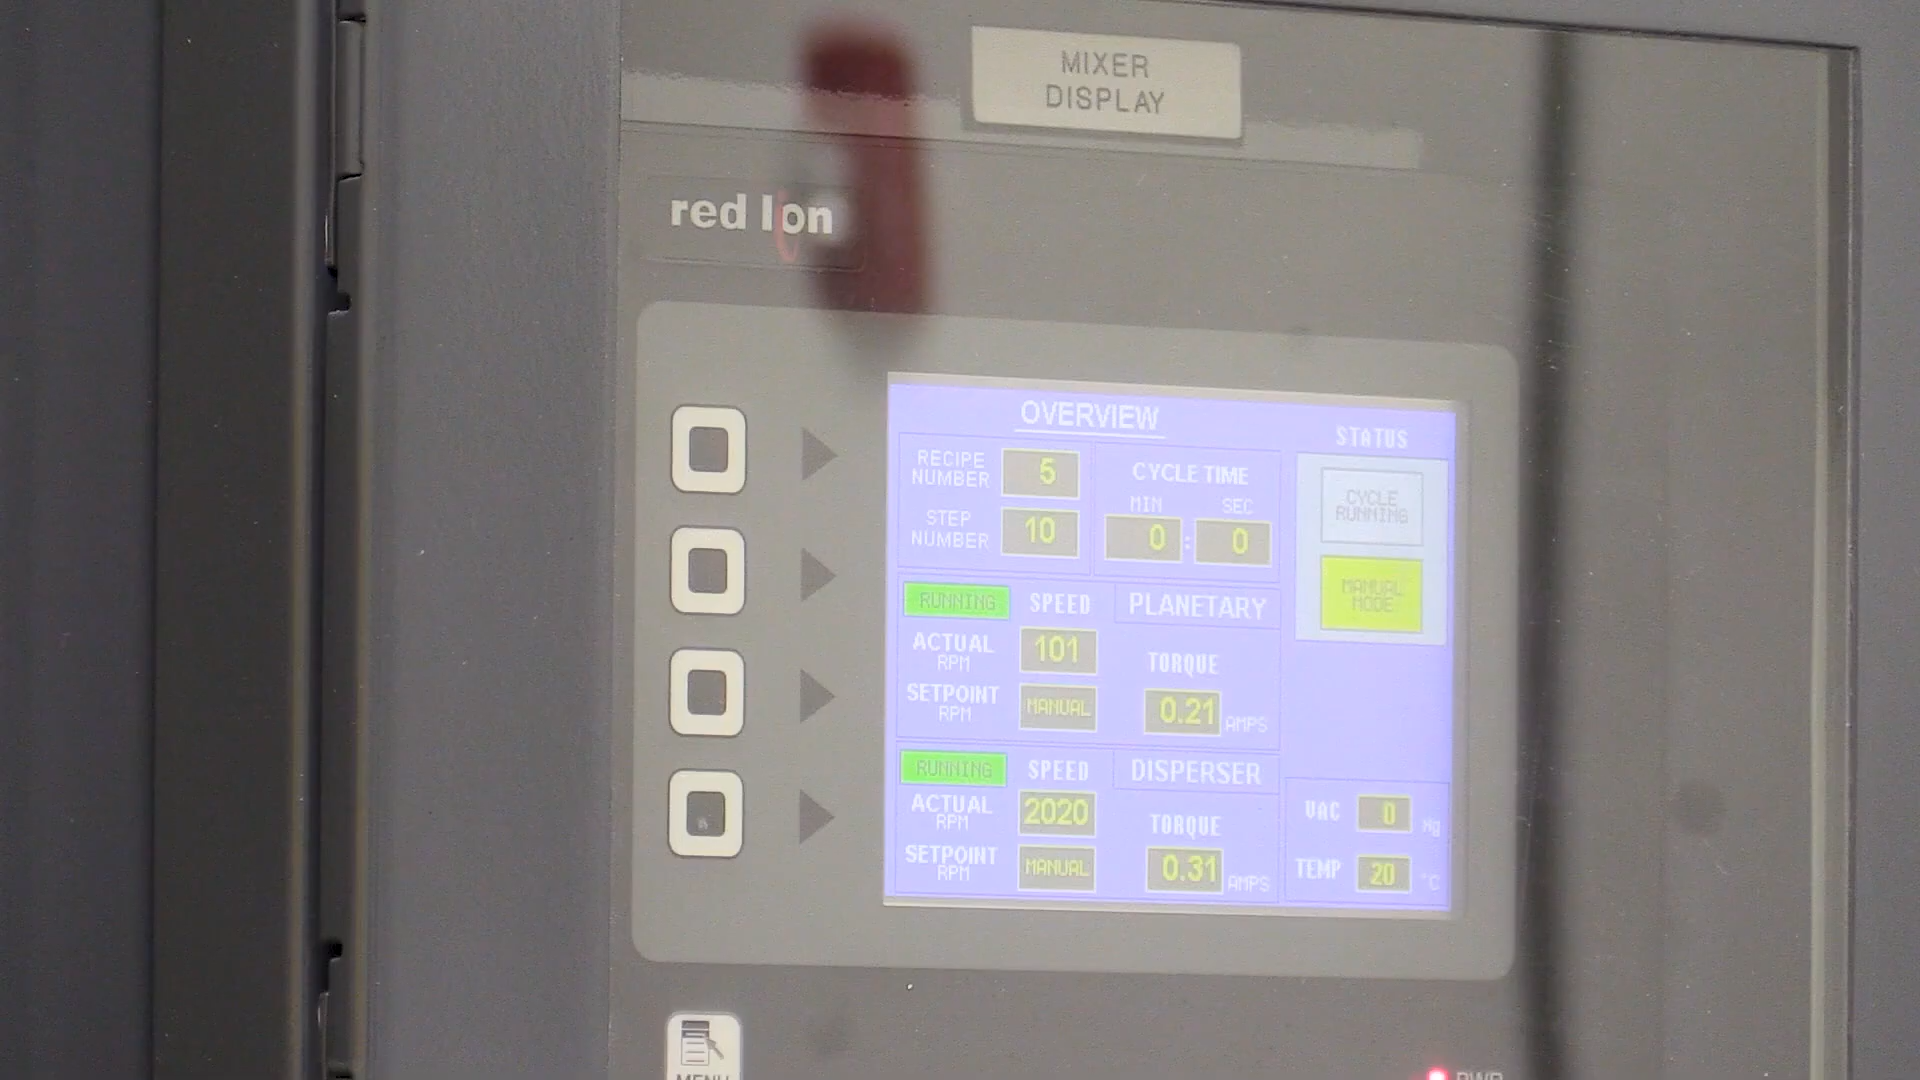 MIXER
DISPLAY
red lion
OVERVIEW
STATUS
RECIPE
NUMBER
5
CYCLE TIME
MIN
SEC
CYCLE
RUNNING
STEP
NUMBER
10
0 : 0
MANUAL
MODE
RUNNING
SPEED
PLANETARY
ACTUAL
RPM
101
TORQUE
SETPOINT
RPM
MANUAL
0.21 AMPS
RUNNING
SPEED
DISPERSER
ACTUAL
RPM
2020
TORQUE
VAC 0 Hg
SETPOINT
RPM
MANUAL
0.31 AMPS
TEMP 20 °C
MENU
PWR